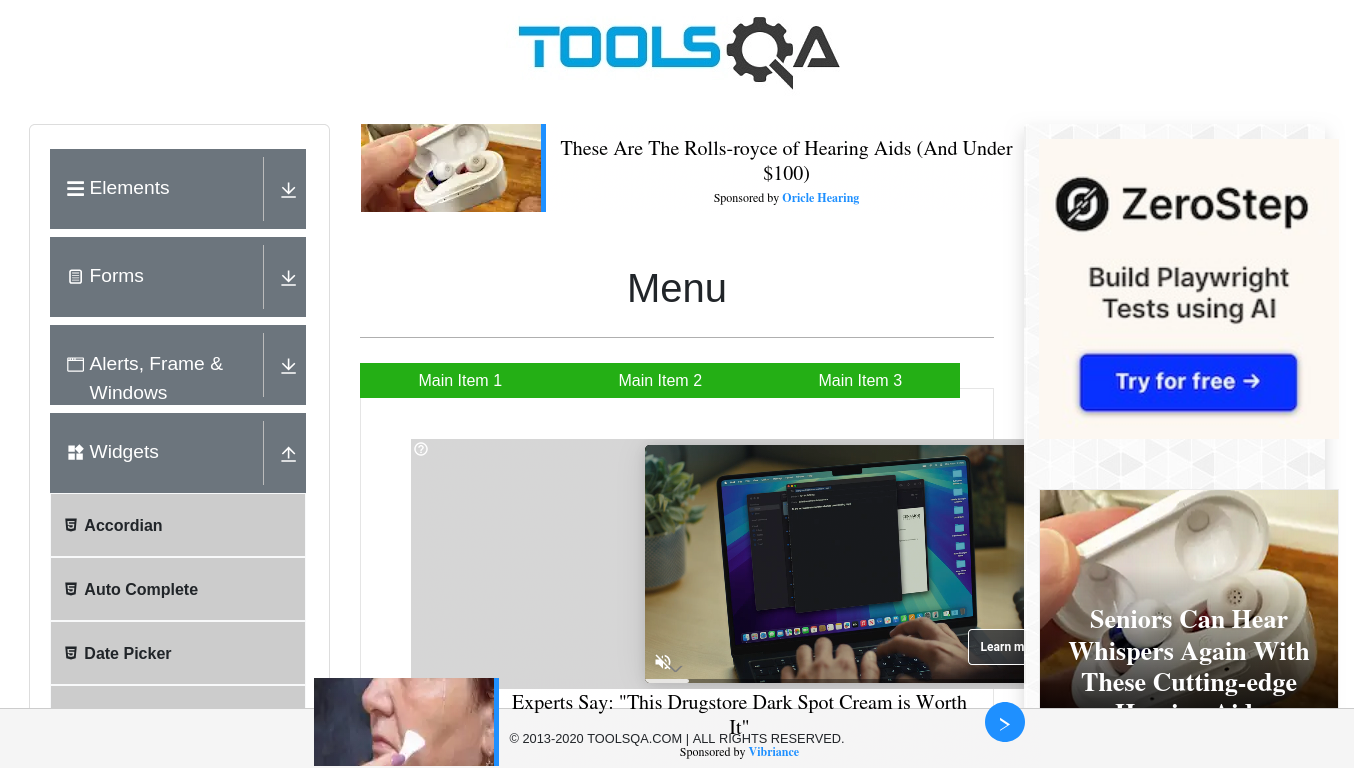 TOOLSQA
Elements
Forms
Alerts, Frame &
Windows
Widgets
Accordian
Auto Complete
Date Picker
These Are The Rolls-royce of Hearing Aids (And Under
$100)
Sponsored by Oricle Hearing
Menu
Main Item 1
Main Item 2
Main Item 3
Learn m
ZeroStep
Build Playwright
Tests using AI
Try for free →
Seniors Can Hear
Whispers Again With
These Cutting-edge
Experts Say: "This Drugstore Dark Spot Cream is Worth
It"
© 2013-2020 TOOLSQA.COM | ALL RIGHTS RESERVED.
Sponsored by Vibriance